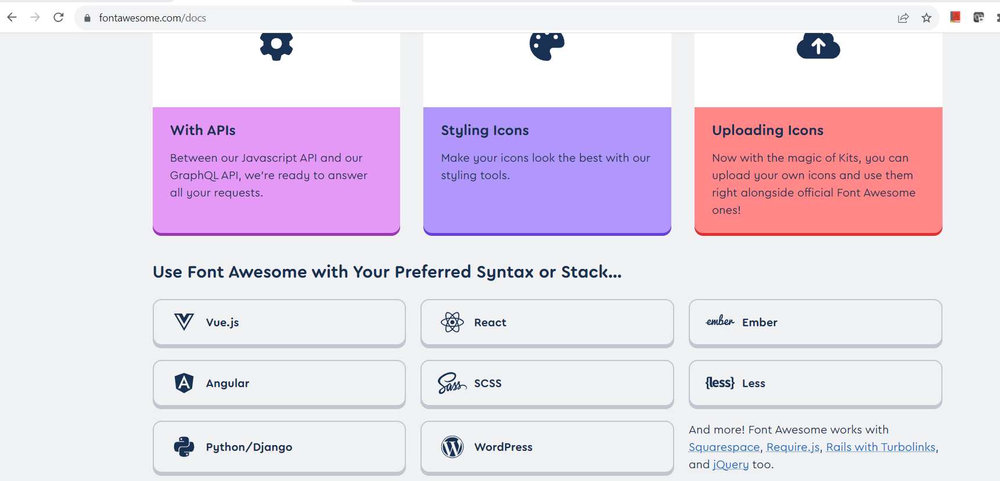 fontawesome.com/docs
With APIs
Between our Javascript API and our
GraphQL API, we're ready to answer
all your requests.
Styling Icons
Make your icons look the best with our
styling tools.
Uploading Icons
Now with the magic of Kits, you can
upload your own icons and use them
right alongside official Font Awesome
ones!
Use Font Awesome with Your Preferred Syntax or Stack...
Vue.js
React
ember Ember
Angular
Sass SCSS
{less} Less
Python/Django
WordPress
And more! Font Awesome works with
Squarespace, Require.js, Rails with Turbolinks,
and jQuery too.